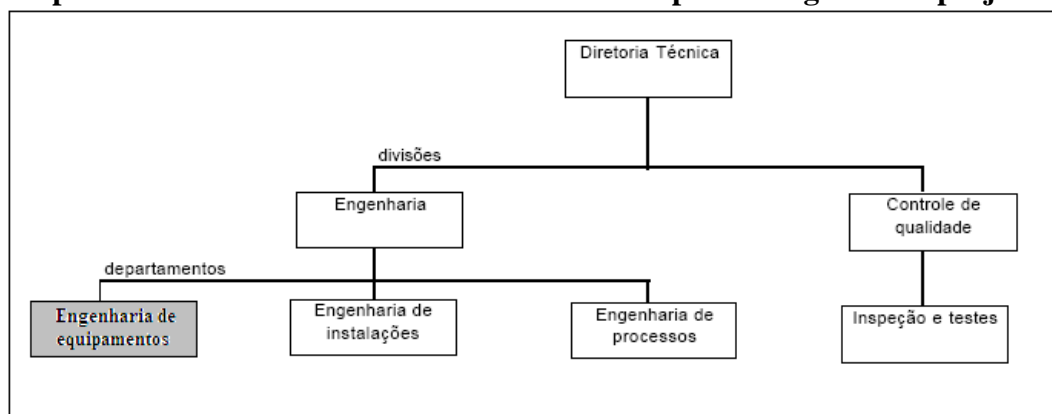 Diretoria Técnica
divisões
Engenharia
Controle de
qualidade
departamentos
Engenharia de
equipamentos
Engenharia de
instalações
Engenharia de
processos
Inspeção e testes